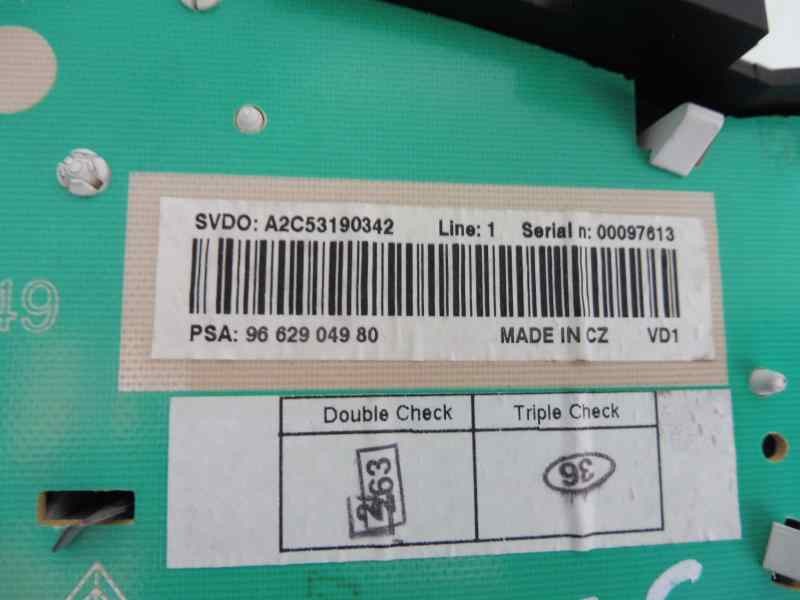 SVDO: A2C53190342 Line: 1 Serial n: 00097613
49
PSA: 96 629 049 80 MADE IN CZ VD1
Double Check Triple Check
36